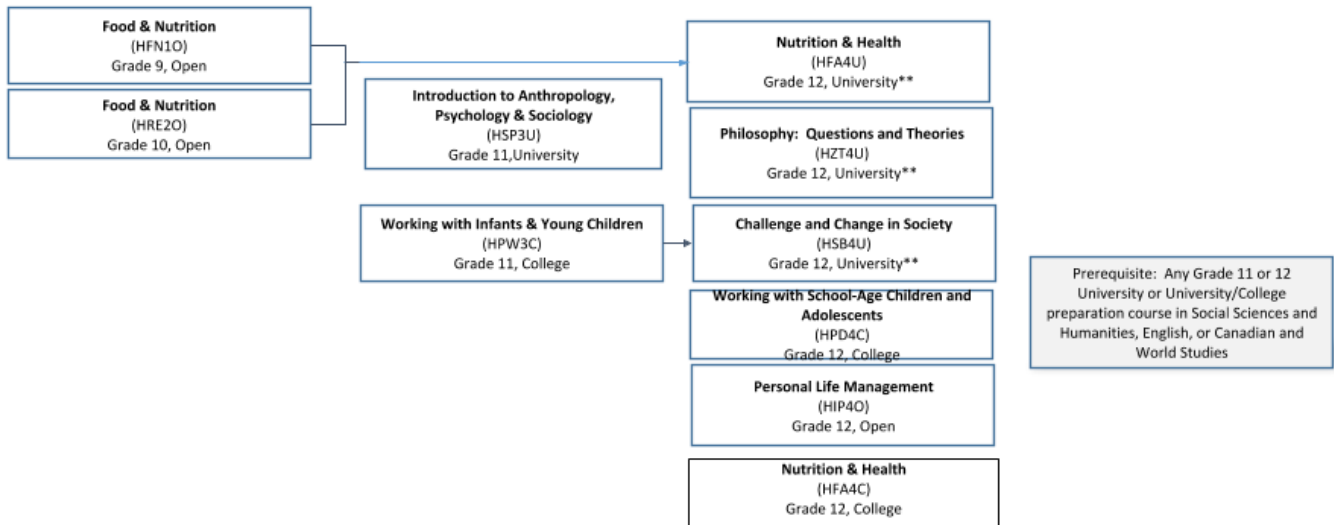 Food & Nutrition
(HFN1O)
Grade 9, Open
Food & Nutrition
(HRE2O)
Grade 10, Open
Introduction to Anthropology,
Psychology & Sociology
(HSP3U)
Grade 11,University
Working with Infants & Young Children
(HPW3C)
Grade 11, College
Nutrition & Health
(HFA4U)
Grade 12, University**
Philosophy: Questions and Theories
(HZT4U)
Grade 12, University**
Challenge and Change in Society
(HSB4U)
Grade 12, University**
Working with School-Age Children and
Adolescents
(HPD4C)
Grade 12, College
Personal Life Management
(HIP4O)
Grade 12, Open
Nutrition & Health
(HFA4C)
Grade 12, College
Prerequisite: Any Grade 11 or 12
University or University/College
preparation course in Social Sciences and
Humanities, English, or Canadian and
World Studies